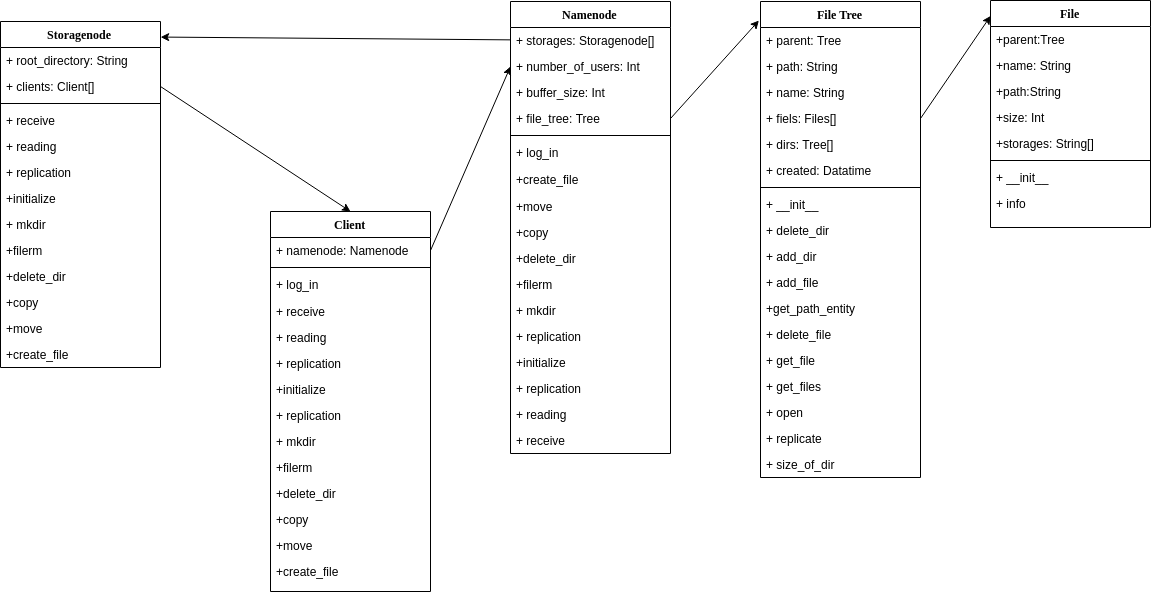 Storagenode
+ root_directory: String
+ clients: Client[]
+ receive
+ reading
+ replication
+initialize
+ mkdir
+filerm
+delete_dir
+copy
+move
+create_file
Client
+ namenode: Namenode
+ log_in
+ receive
+ reading
+ replication
+initialize
+ replication
+ mkdir
+filerm
+delete_dir
+copy
+move
+create_file
Namenode
+ storages: Storagenode[]
+ number_of_users: Int
+ buffer_size: Int
+ file_tree: Tree
+ log_in
+create_file
+move
+copy
+delete_dir
+filerm
+ mkdir
+ replication
+initialize
+ replication
+ reading
+ receive
File Tree
+ parent: Tree
+ path: String
+ name: String
+ fiels: Files[]
+ dirs: Tree[]
+ created: Datatime
+ __init__
+ delete_dir
+ add_dir
+ add_file
+get_path_entity
+ delete_file
+ get_file
+ get_files
+ open
+ replicate
+ size_of_dir
File
+parent:Tree
+name: String
+path:String
+size: Int
+storages: String[]
+ __init__
+ info